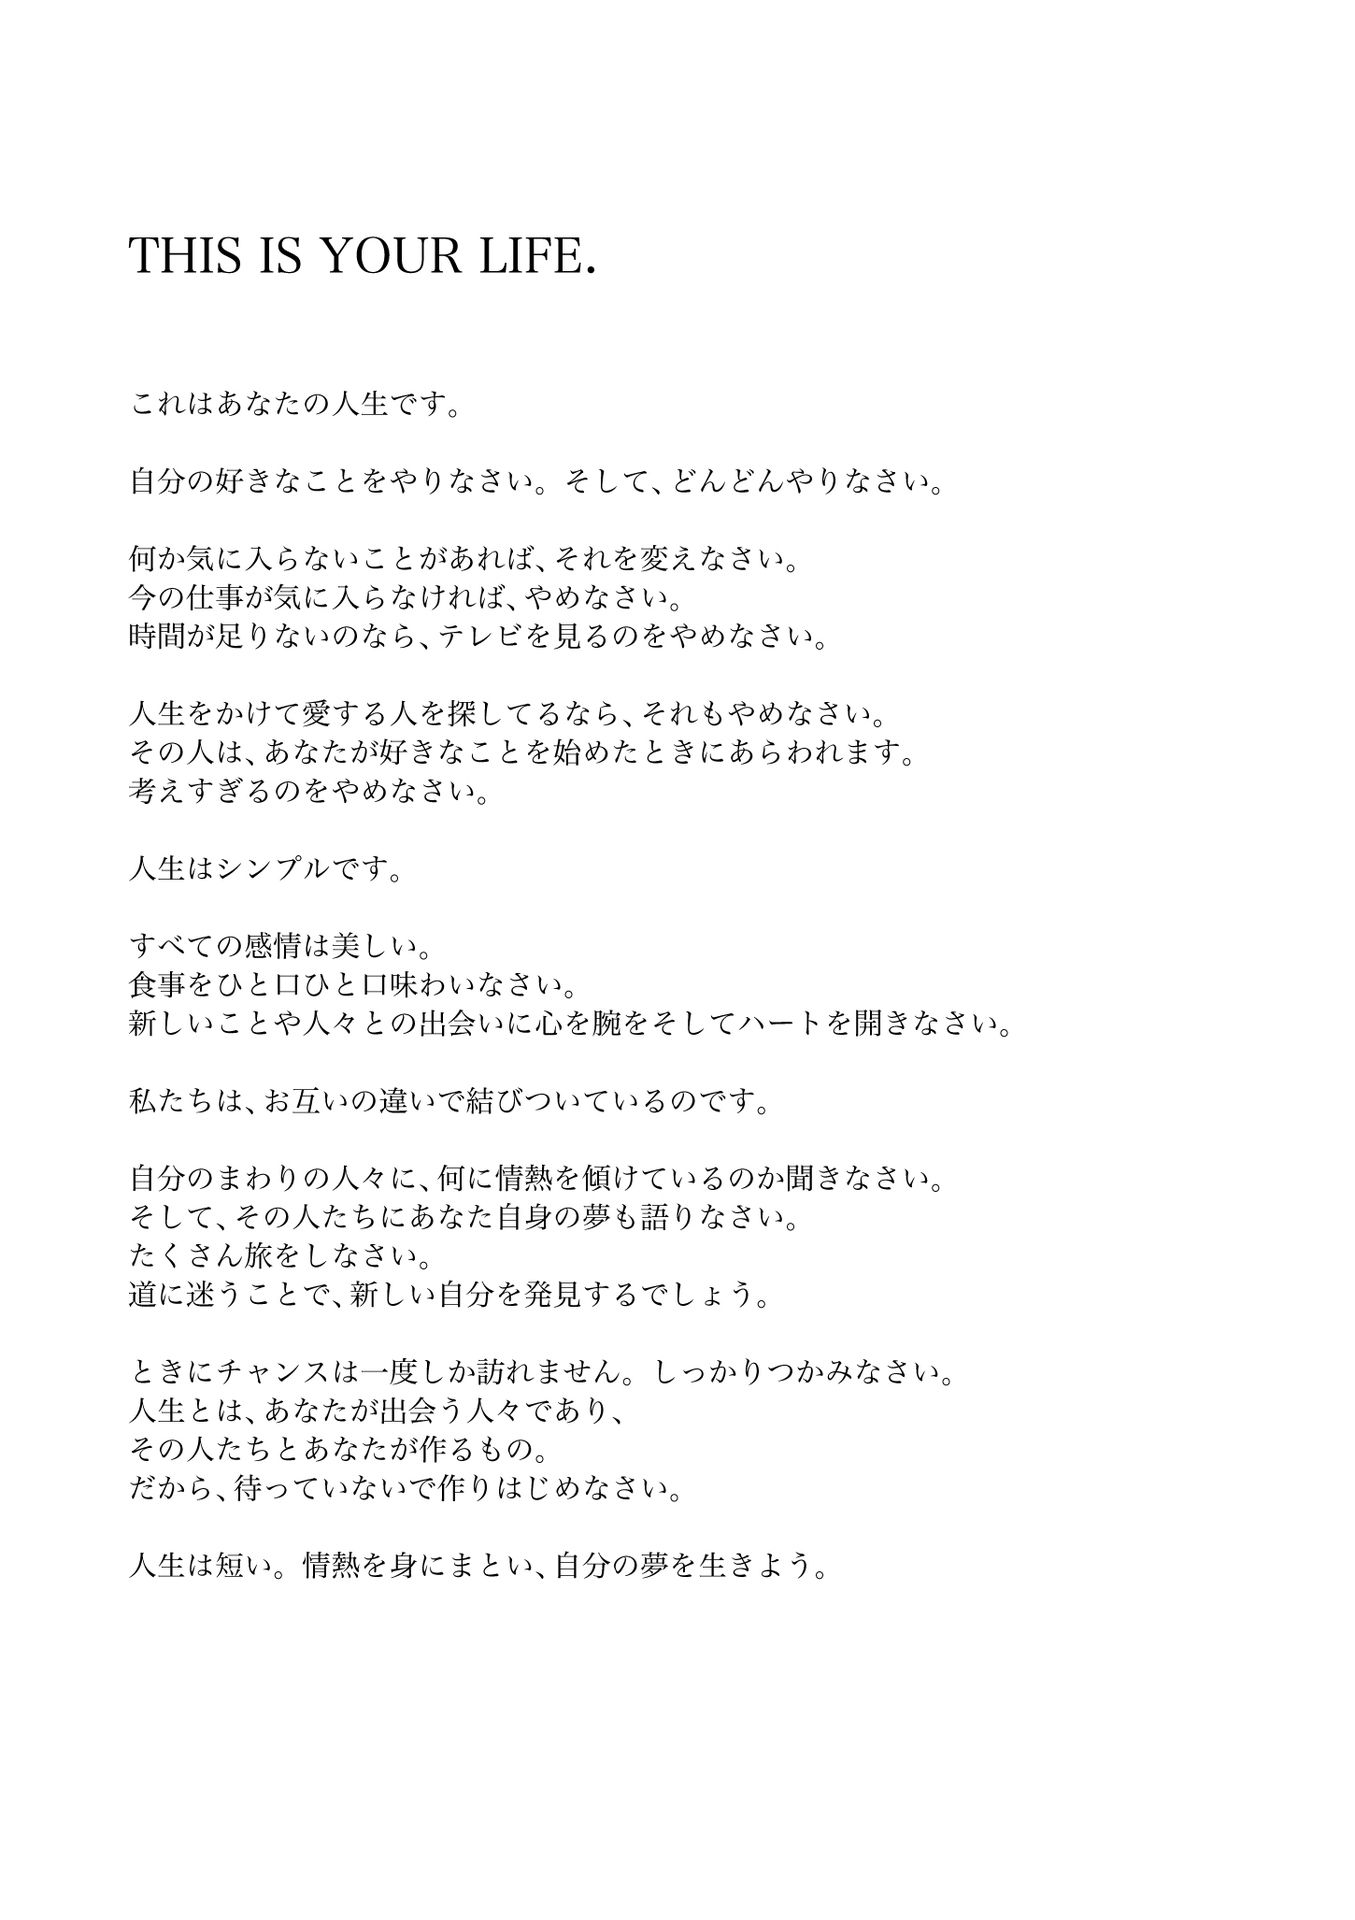 THIS IS YOUR LIFE.
これはあなたの人生です。
自分の好きなことをやりなさい。そして、どんどんやりなさい。
何か気に入らないことがあれば、それを変えなさい。
今の仕事が気に入らなければ、やめなさい。
時間が足りないのなら、テレビを見るのをやめなさい。
人生をかけて愛する人を探してるなら、それもやめなさい。
その人は、あなたが好きなことを始めたときにあらわれます。
考えすぎるのをやめなさい。
人生はシンプルです。
すべての感情は美しい。
食事をひと口ひと口味わいなさい。
新しいことや人々との出会いに心を腕をそしてハートを開きなさい。
私たちは、お互いの違いで結びついているのです。
自分のまわりの人々に、何に情熱を傾けているのか聞きなさい。
そして、その人たちにあなた自身の夢も語りなさい。
たくさん旅をしなさい。
道に迷うことで、新しい自分を発見するでしょう。
ときにチャンスは一度しか訪れません。しっかりつかみなさい。
人生とは、あなたが出会う人々であり、
その人たちとあなたが作るもの。
だから、待っていないで作りはじめなさい。
人生は短い。情熱を身にまとい、自分の夢を生きよう。